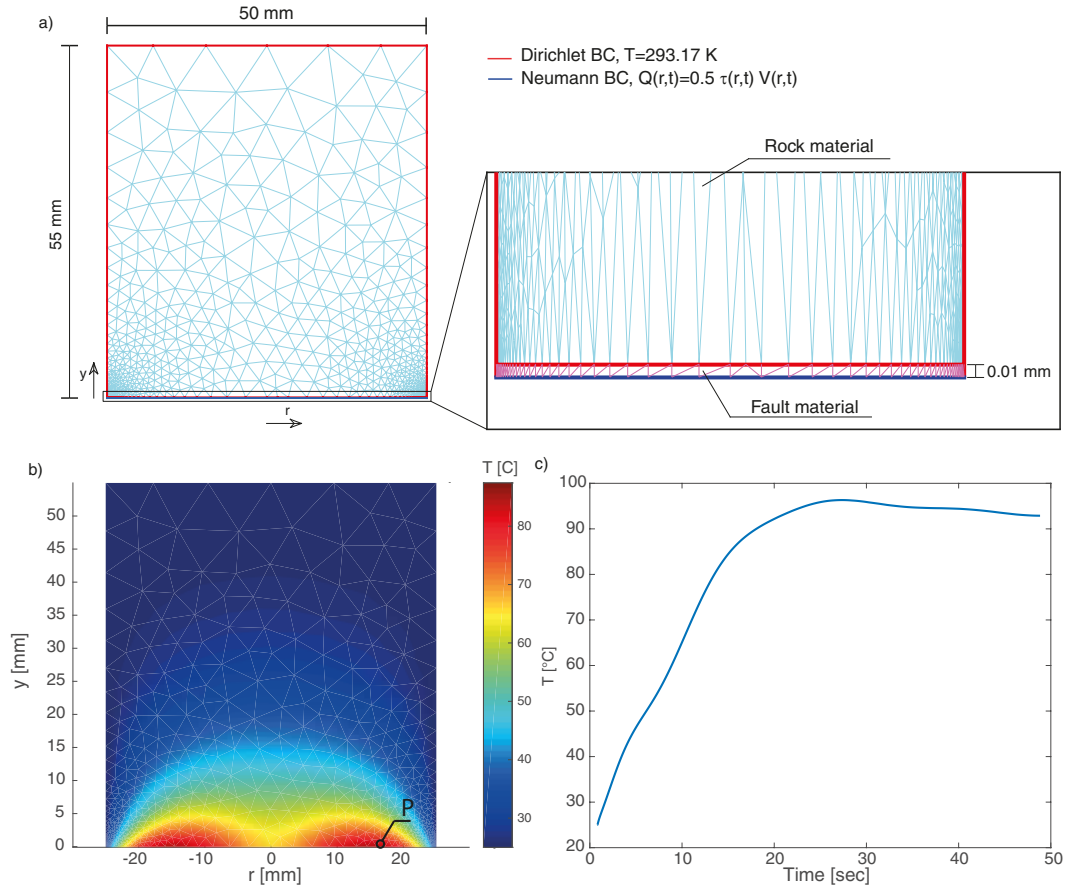 a)
50 mm
55 mm
y
r
Dirichlet BC, T=293.17 K
Neumann BC, Q(r,t)=0.5 τ(r,t) V(r,t)
Rock material
0.01 mm
Fault material
b)
T [C]
50
45
40
35
30
25
20
15
10
5
0
y [mm]
-20
-10
0
10
20
r [mm]
P
80
70
60
50
40
30
c)
100
90
80
70
60
50
40
30
20
T [°C]
0
10
20
30
40
50
Time [sec]